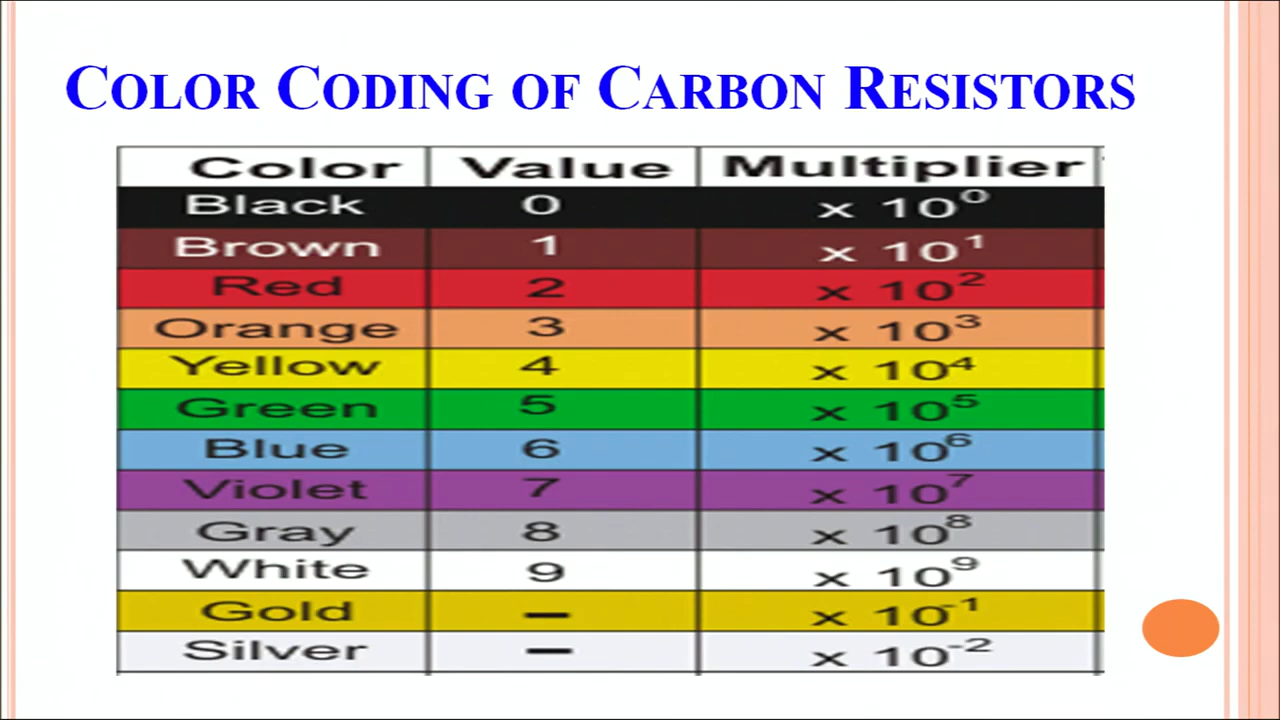 COLOR CODING OF CARBON RESISTORS
Color Value Multiplier
Black 0 x 10⁰
Brown 1 x 10¹
Red 2 x 10²
Orange 3 x 10³
Yellow 4 x 10⁴
Green 5 x 10⁵
Blue 6 x 10⁶
Violet 7 x 10⁷
Gray 8 x 10⁸
White 9 x 10⁹
Gold – x 10⁻¹
Silver – x 10⁻²